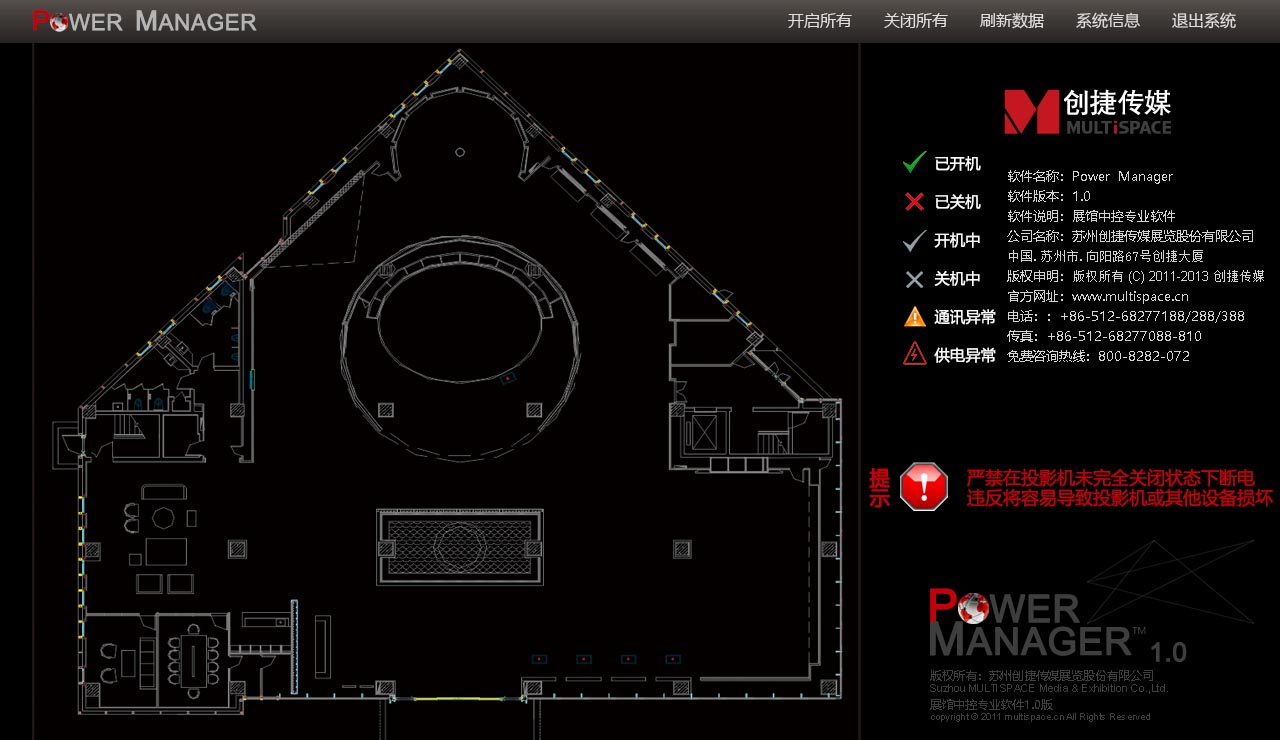 POWER MANAGER
开启所有 关闭所有 刷新数据 系统信息 退出系统
创捷传媒
MULTiSPACE
已开机
已关机
开机中
关机中
通讯异常
供电异常
软件名称：Power Manager
软件版本：1.0
软件说明：展馆中控专业软件
公司名称：苏州创捷传媒展览股份有限公司
中国.苏州市.向阳路67号创捷大厦
版权申明：版权所有 (C) 2011-2013 创捷传媒
官方网址：www.multispace.cn
电话：：+86-512-68277188/288/388
传真：+86-512-68277088-810
免费咨询热线：800-8282-072
提示
严禁在投影机未完全关闭状态下断电
违反将容易导致投影机或其他设备损坏
POWER
MANAGER™ 1.0
版权所有：苏州创捷传媒展览股份有限公司
Suzhou MULTISPACE Media & Exhibition Co.,Ltd.
展馆中控专业软件1.0版
copyright © 2011 multispace.cn All Rights Reserved